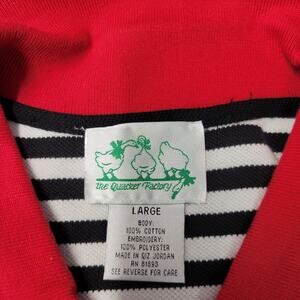 the Quacker Factory
LARGE
BODY:
100% COTTON
EMBROIDERY:
100% POLYESTER
MADE IN QIZ JORDAN
RN 81893
SEE REVERSE FOR CARE